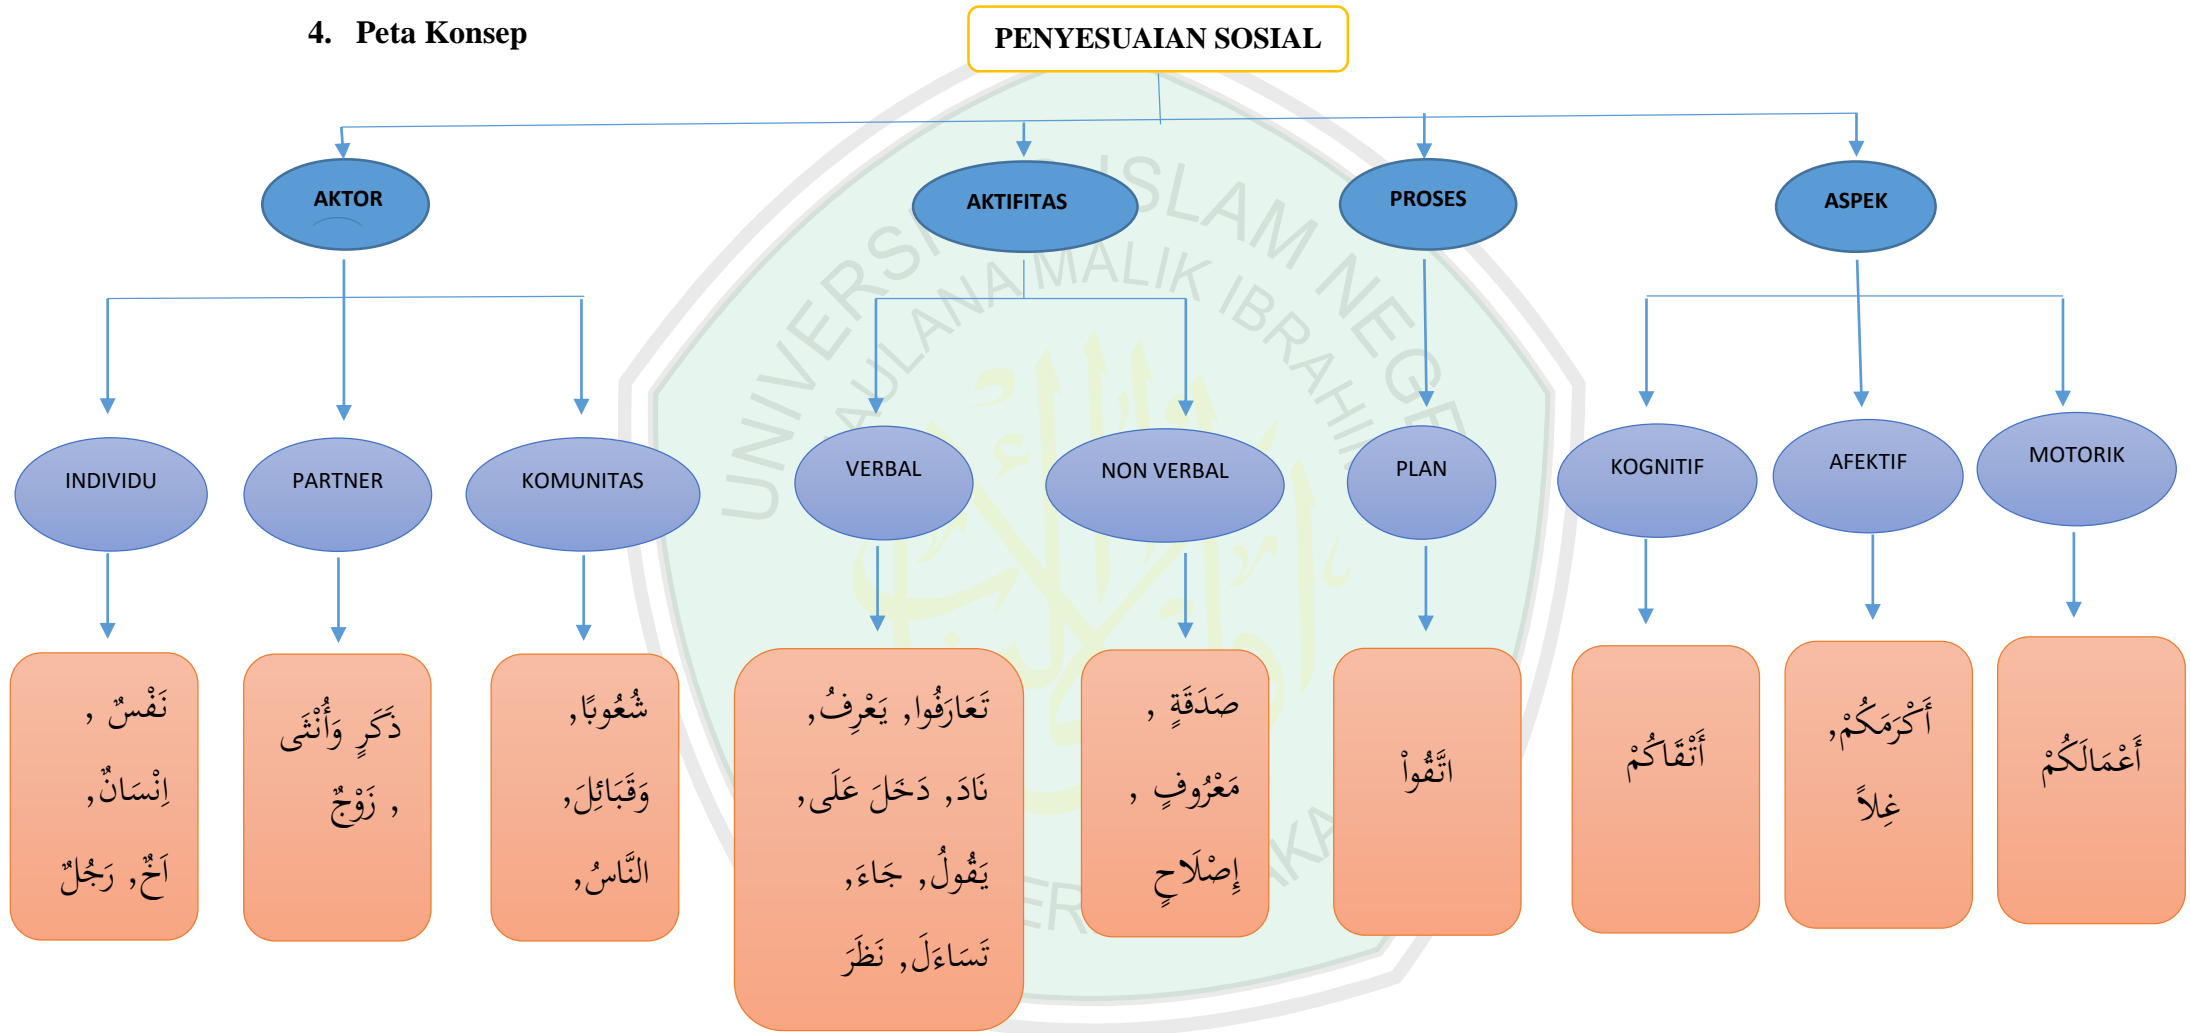 4. Peta Konsep
PENYESUAIAN SOSIAL
AKTOR
AKTIFITAS
PROSES
ASPEK
INDIVIDU
PARTNER
KOMUNITAS
VERBAL
NON VERBAL
PLAN
KOGNITIF
AFEKTIF
MOTORIK
نَفْسٌ ,
اِنْسَانٌ,
اَخٌ, رَجُلٌ
ذَكَرٍ وَأُنْثَى
, زَوْجٌ
شُعُوبًا,
وَقَبَائِلَ,
النَّاسُ,
تَعَارَفُوا, يَعْرِفُ,
نَادَ, دَخَلَ عَلَى,
يَقُولُ, جَاءَ,
تَسَاءَلَ, نَظَرَ
صَدَقَةٍ ,
مَعْرُوفٍ ,
إِصْلَاحٍ
اتَّقُواْ
أَتْقَاكُمْ
أَكْرَمَكُمْ,
غِلاًّ
أَعْمَالَكُمْ